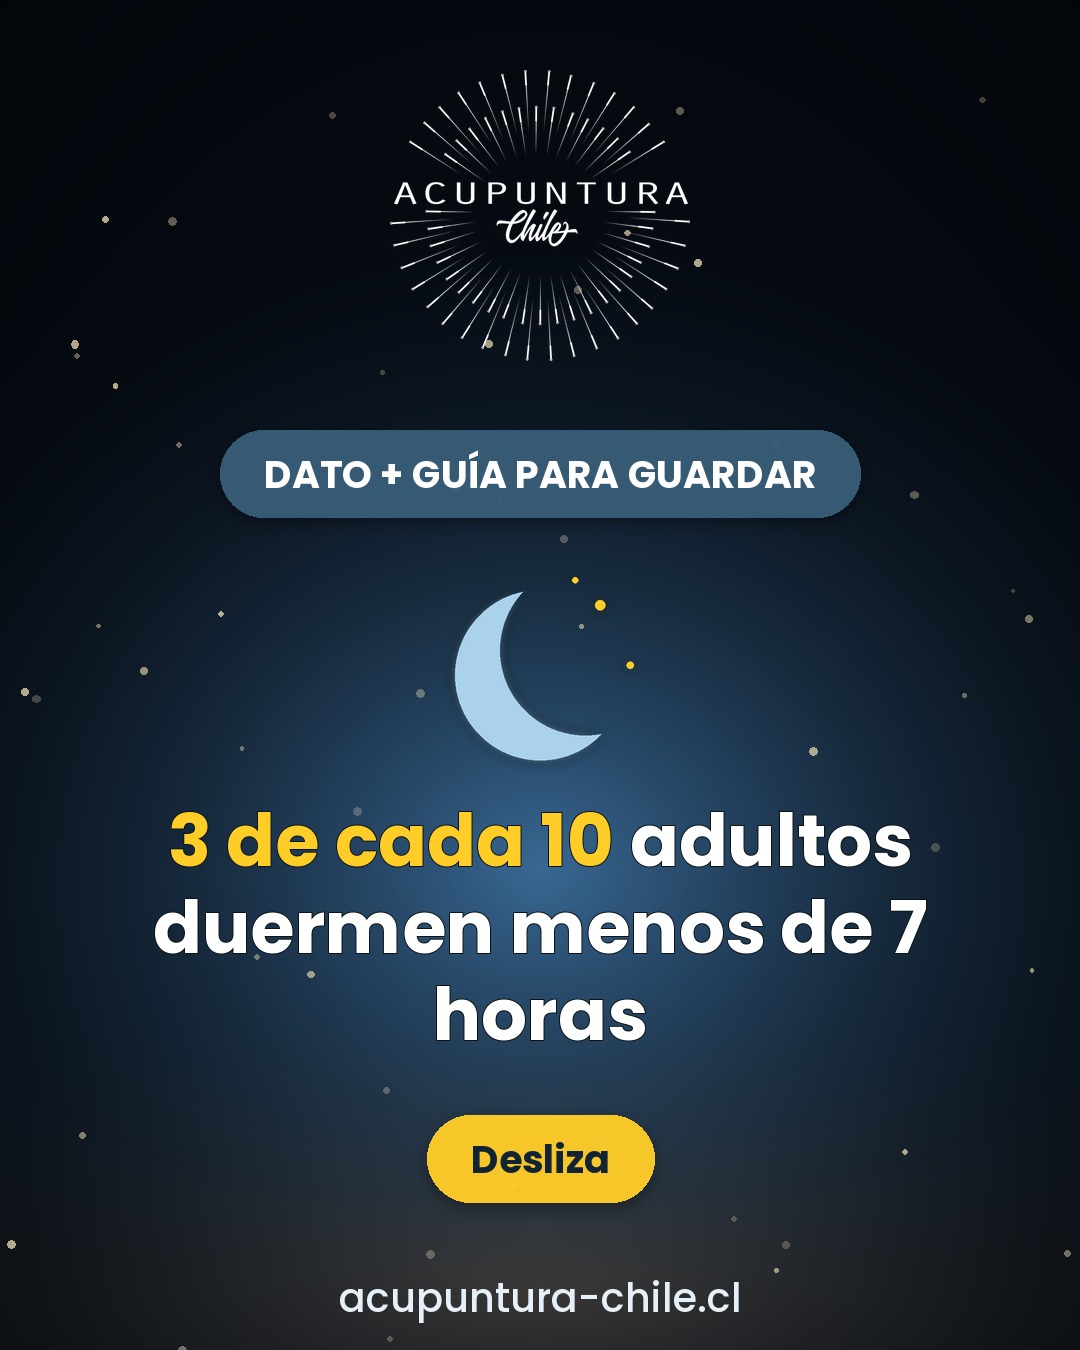 ACUPUNTURA
Chile
DATO + GUÍA PARA GUARDAR
3 de cada 10 adultos
duermen menos de 7
horas
Desliza
acupuntura-chile.cl